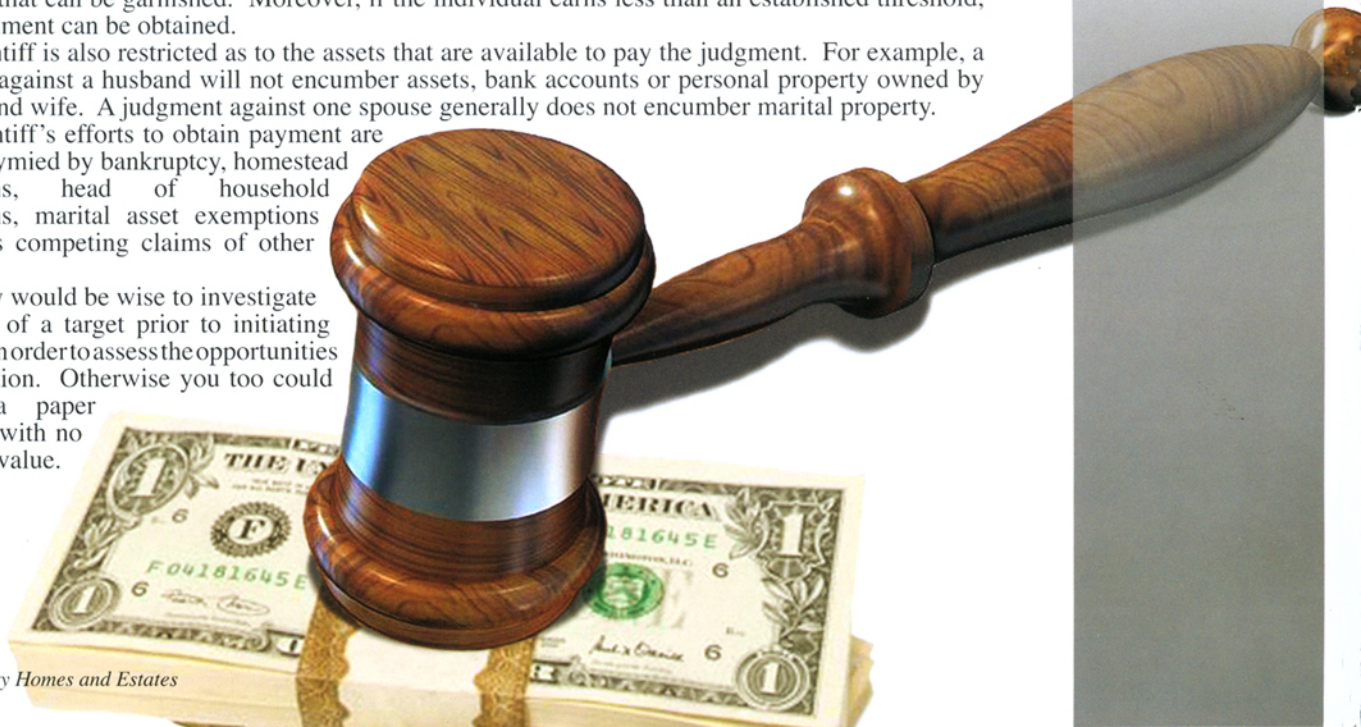 that can be garnished. Moreover, if the individual earns less than an established threshold,
ment can be obtained.
tiff is also restricted as to the assets that are available to pay the judgment. For example, a
against a husband will not encumber assets, bank accounts or personal property owned by
nd wife. A judgment against one spouse generally does not encumber marital property.
tiff's efforts to obtain payment are
ymied by bankruptcy, homestead
s, head of household
s, marital asset exemptions
s competing claims of other
y would be wise to investigate
of a target prior to initiating
n order to assess the opportunities
tion. Otherwise you too could
a paper
with no
value.
1 THE UN
ERICA 1
6 F
181645E
F04181645E
6
6
1
6
1
y Homes and Estates